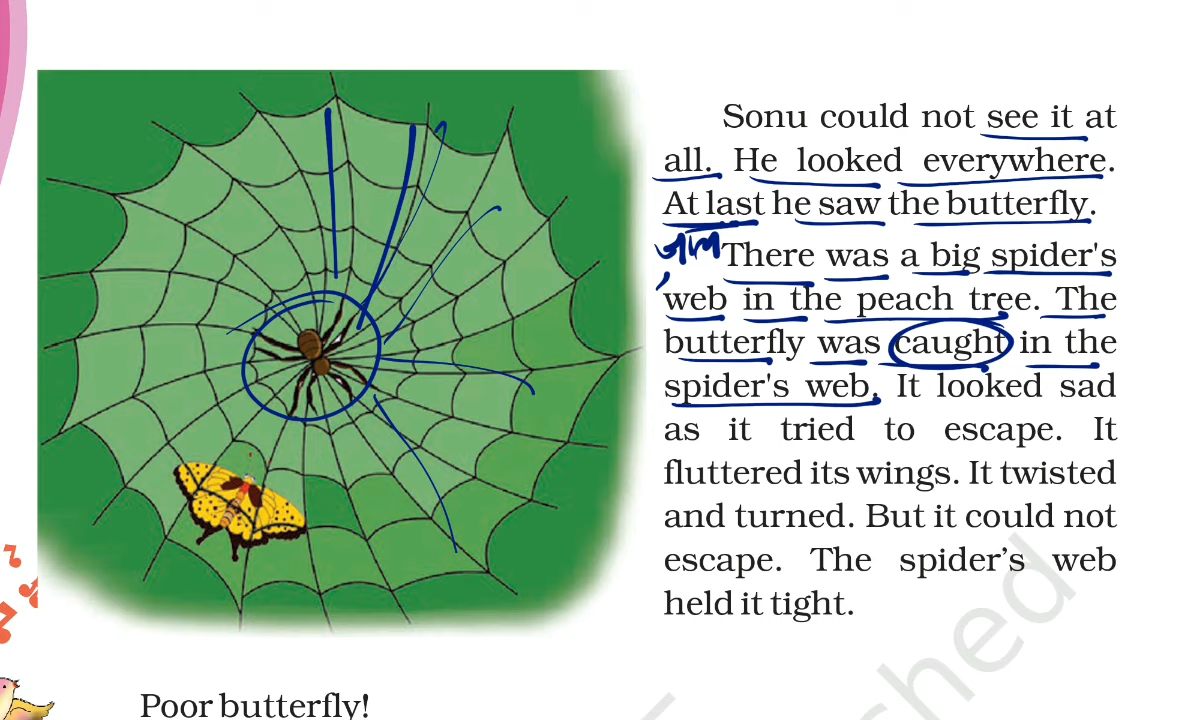 Sonu could not see it at
all. He looked everywhere.
At last he saw the butterfly.
There was a big spider's
web in the peach tree. The
butterfly was caught in the
spider's web. It looked sad
as it tried to escape. It
fluttered its wings. It twisted
and turned. But it could not
escape. The spider’s web
held it tight.
Poor butterfly!